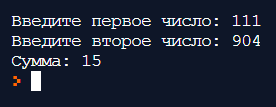 Введите первое число: 111
Введите второе число: 904
Сумма: 15
>